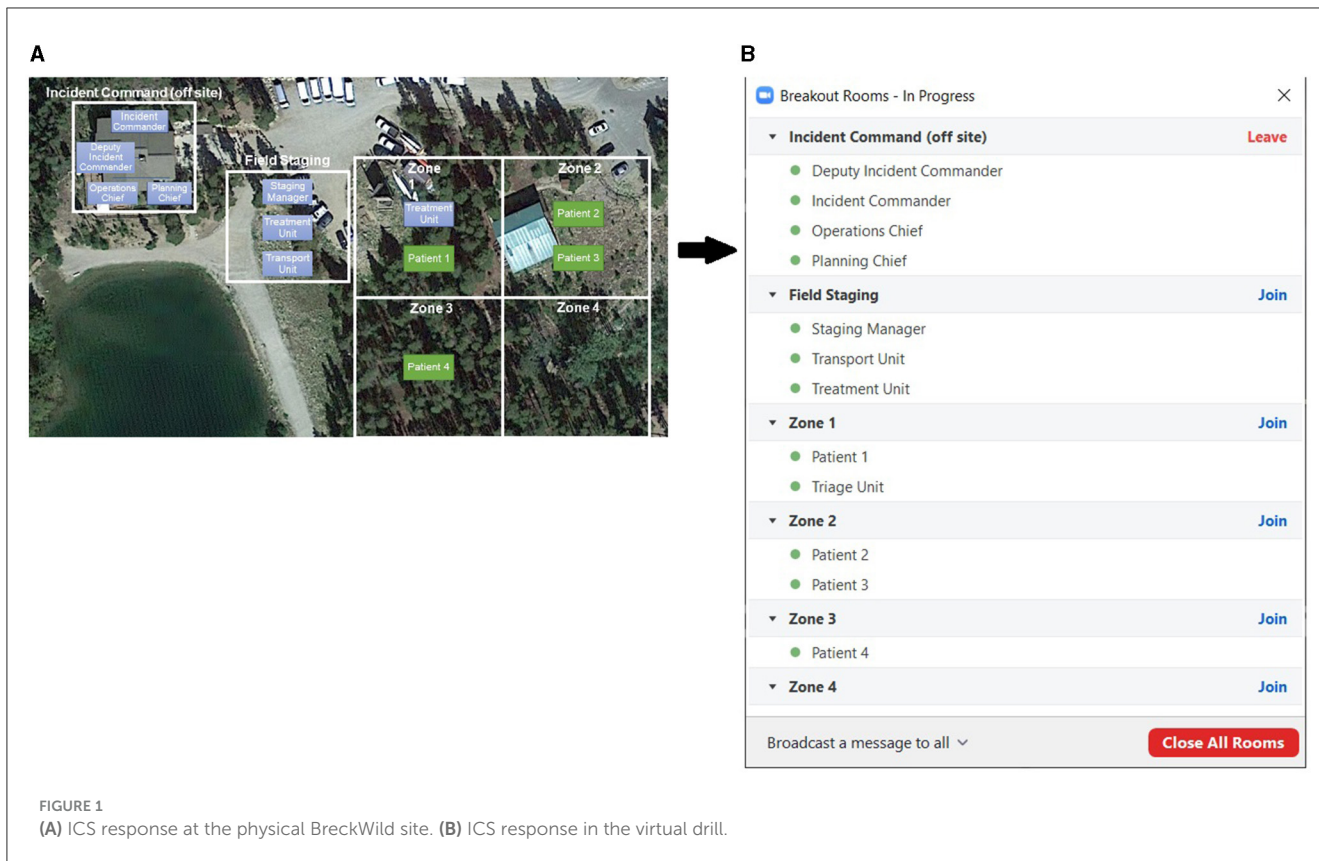 A
Incident Command (off site)
Incident
Commander
Deputy
Incident
Commander
Operations
Chief
Planning
Chief
Field Staging
Staging
Manager
Treatment
Unit
Transport
Unit
Zone
1
Treatment
Unit
Patient 1
Zone 2
Patient 2
Patient 3
Zone 3
Patient 4
Zone 4
B
Breakout Rooms - In Progress
Incident Command (off site) Leave
Deputy Incident Commander
Incident Commander
Operations Chief
Planning Chief
Field Staging Join
Staging Manager
Transport Unit
Treatment Unit
Zone 1 Join
Patient 1
Triage Unit
Zone 2 Join
Patient 2
Patient 3
Zone 3 Join
Patient 4
Zone 4 Join
Broadcast a message to all Close All Rooms
FIGURE 1
(A) ICS response at the physical BreckWild site. (B) ICS response in the virtual drill.